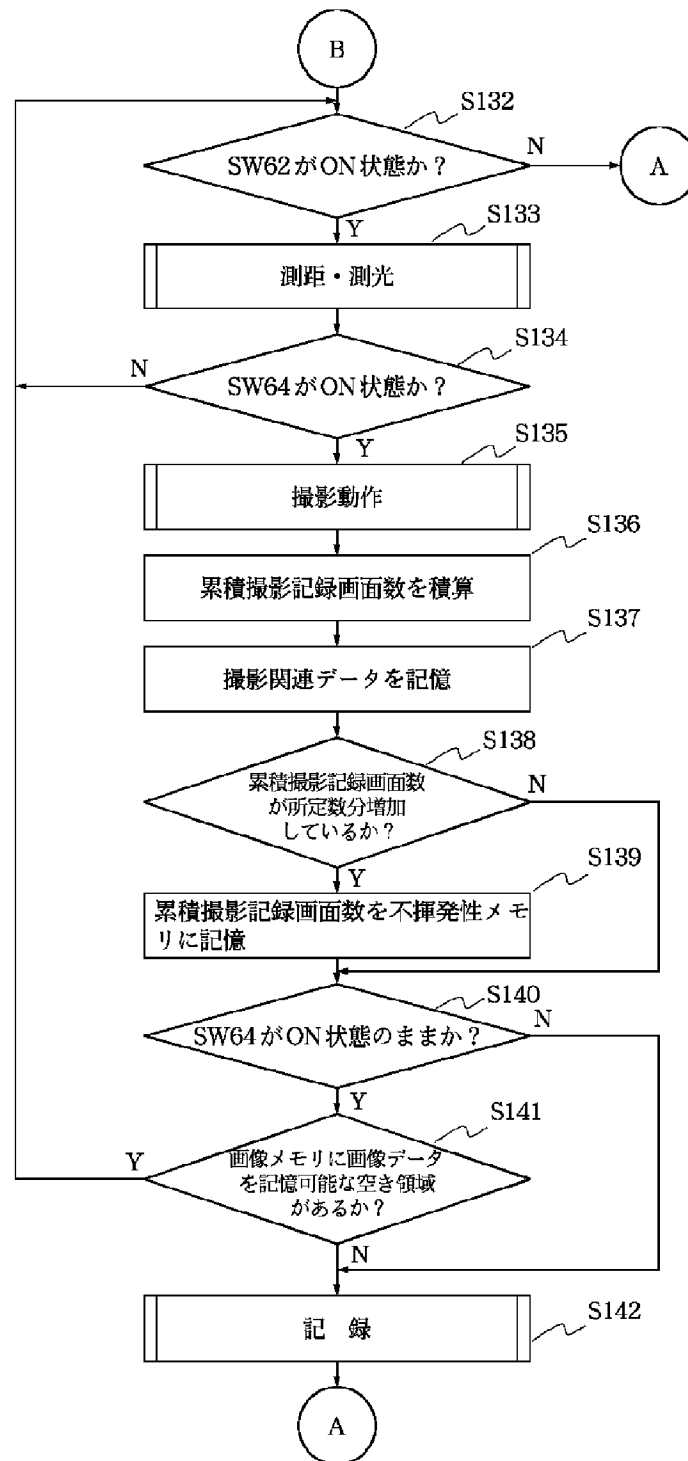 B
S132
SW62がON状態か？
N
A
Y
S133
測距・測光
S134
N
SW64がON状態か？
Y
S135
撮影動作
S136
累積撮影記録画面数を積算
S137
撮影関連データを記憶
S138
累積撮影記録画面数
が所定数分増加
しているか？
N
Y
S139
累積撮影記録画面数を不揮発性メモ
リに記憶
S140
SW64がON状態のままか？
N
Y
S141
Y
画像メモリに画像データ
を記憶可能な空き領域
があるか？
N
記　録
S142
A